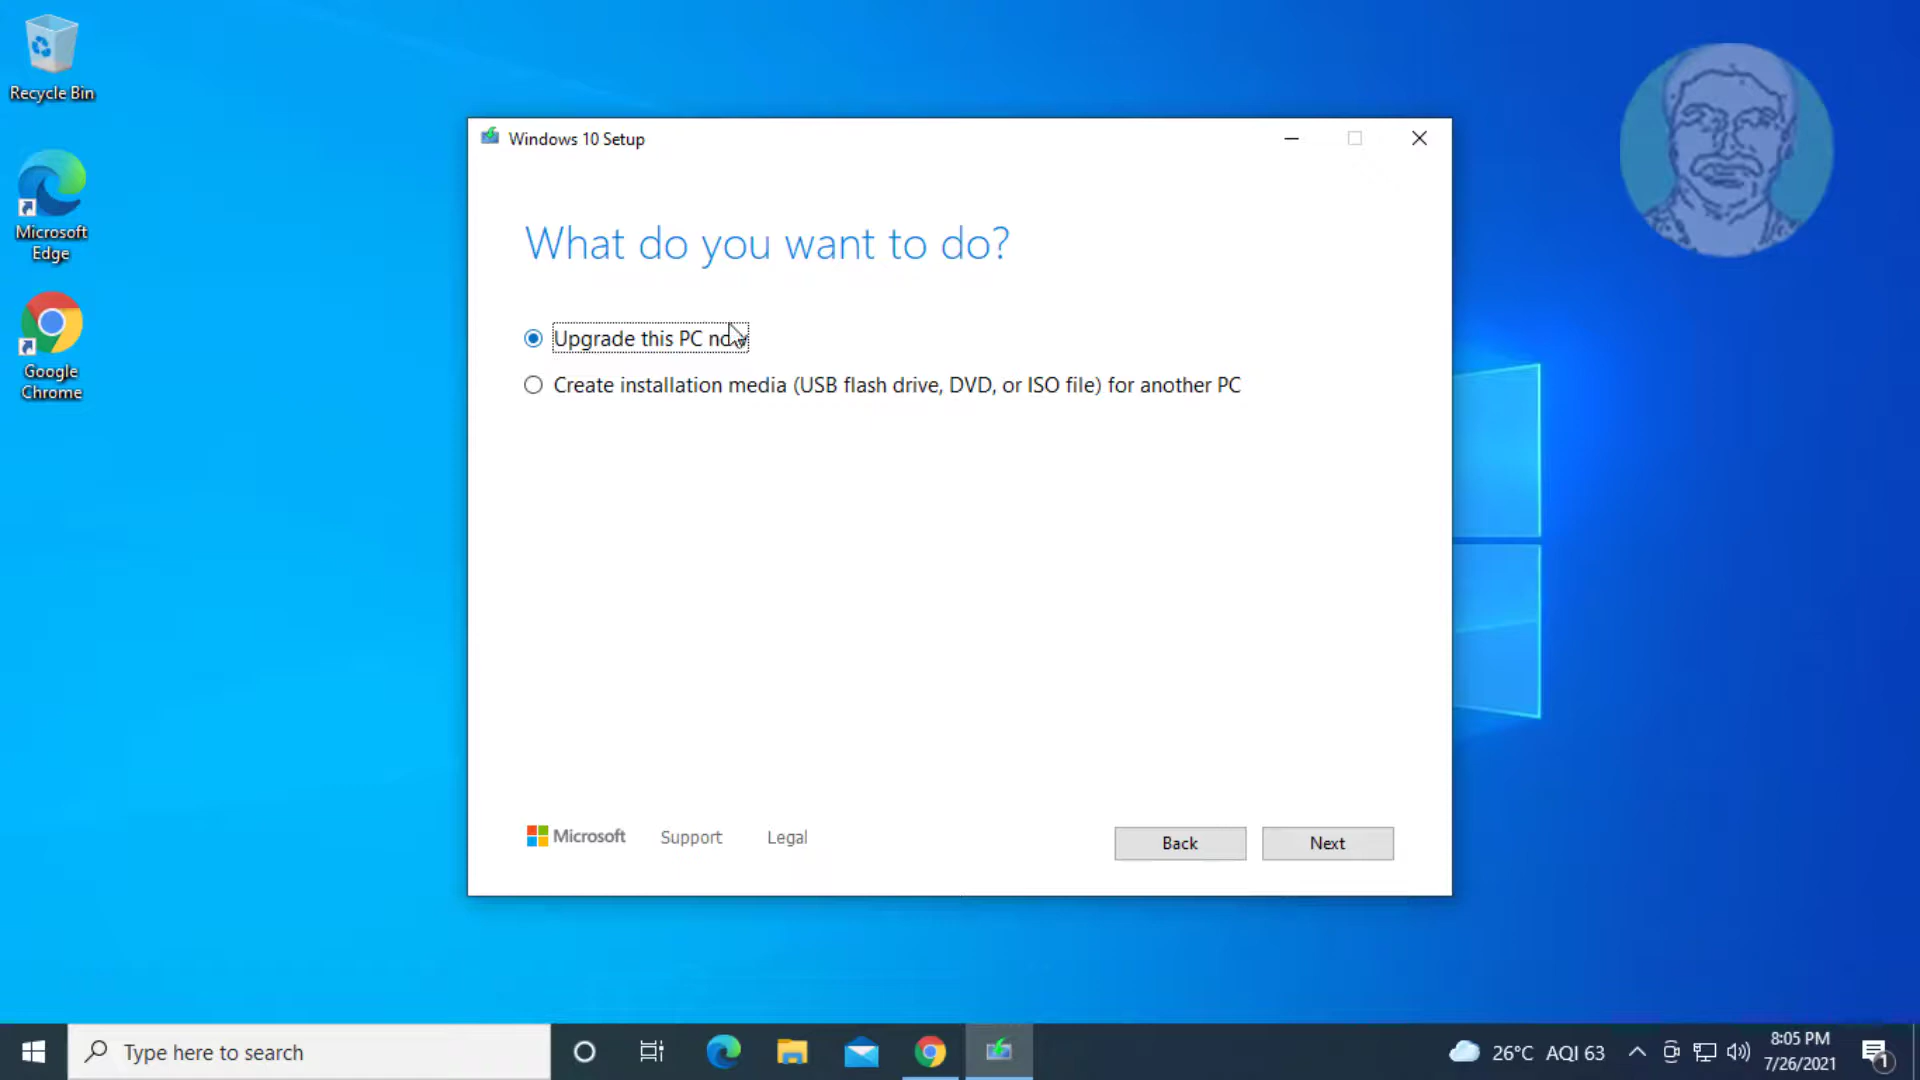 Recycle Bin
Microsoft
Edge
Google
Chrome
Windows 10 Setup
What do you want to do?
Upgrade this PC now
Create installation media (USB flash drive, DVD, or ISO file) for another PC
Microsoft
Support
Legal
Back
Next
Type here to search
26°C AQI 63
8:05 PM
7/26/2021
1